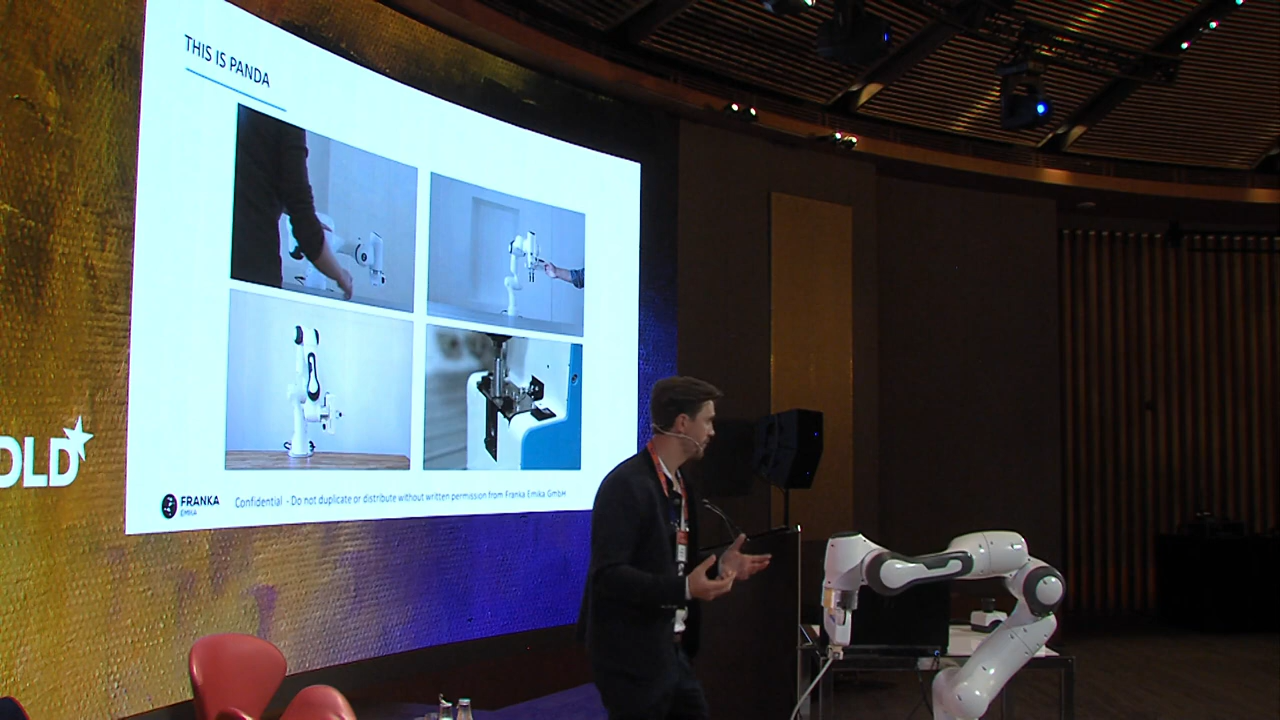 THIS IS PANDA
FRANKA
EMIKA
Confidential - Do not duplicate or distribute without written permission from Franka Emika GmbH
OLD